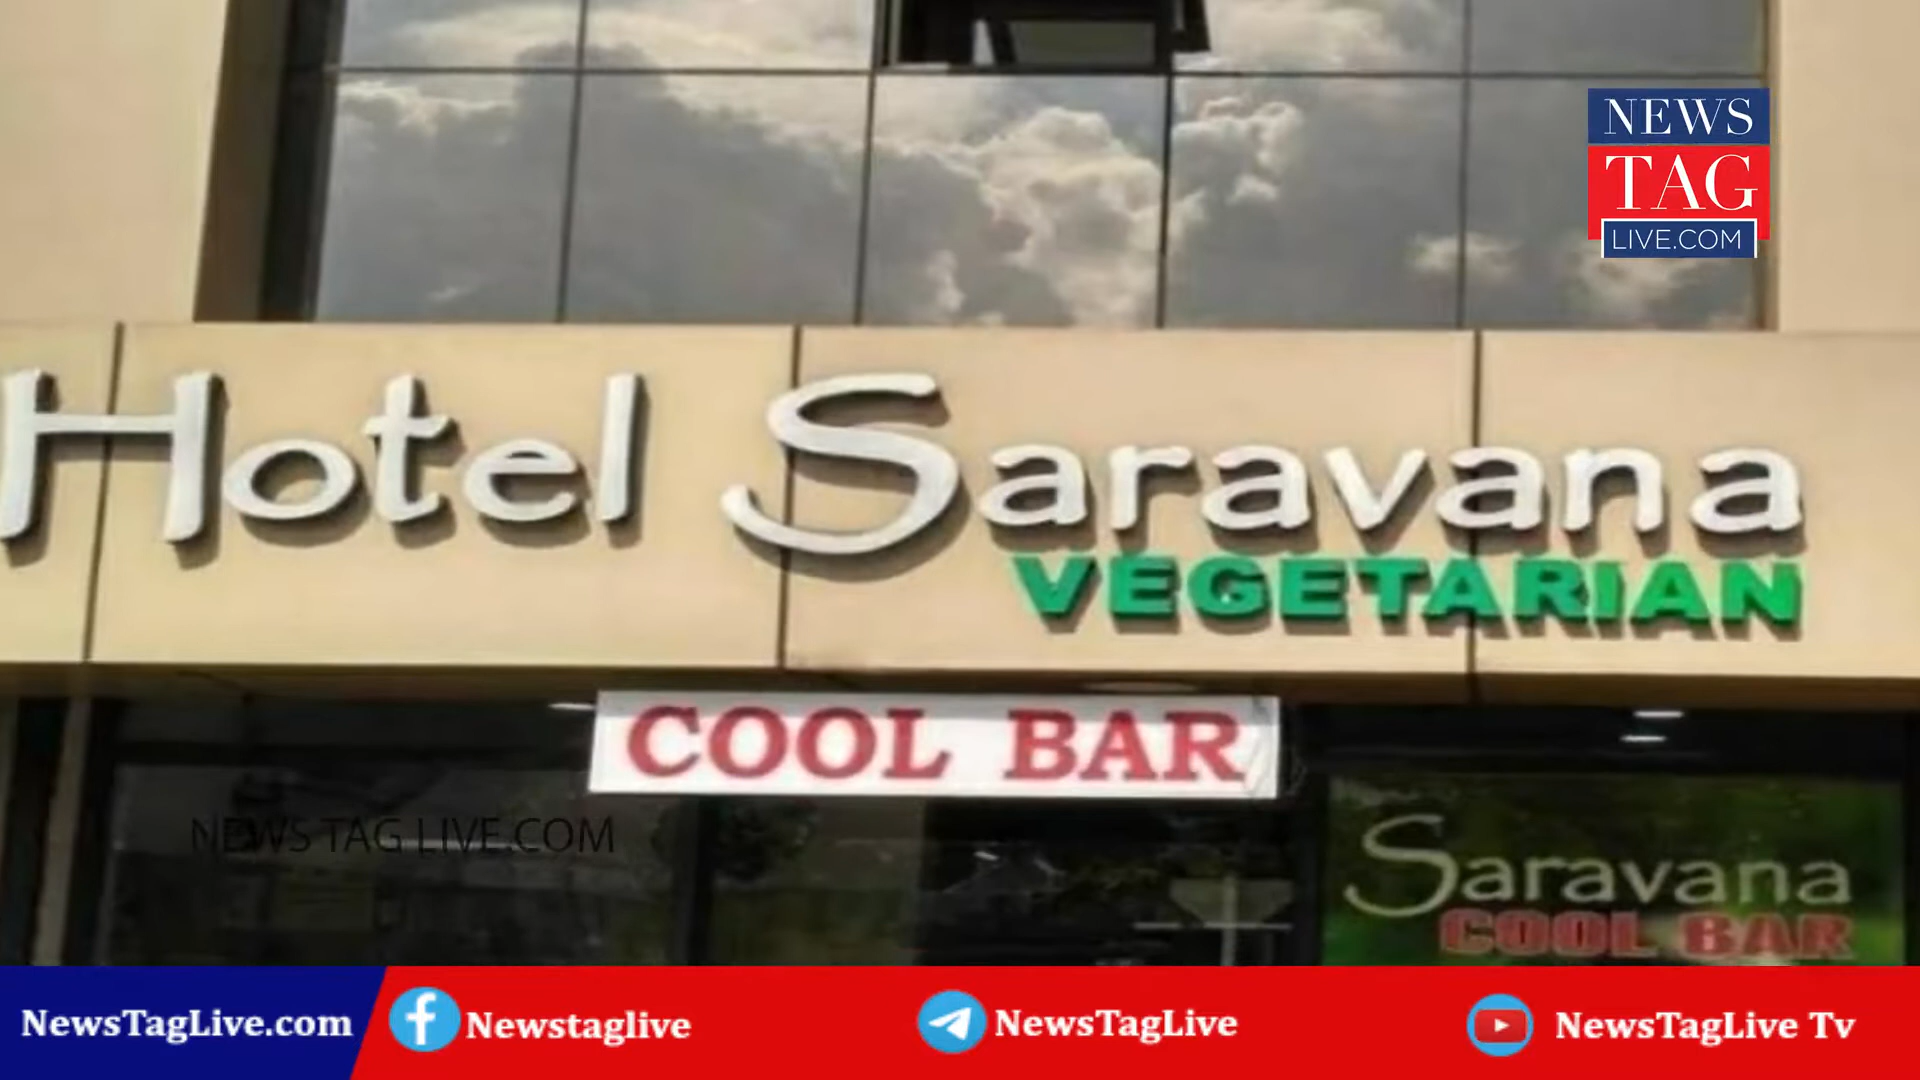 NEWS
TAG
LIVE.COM
Hotel Saravana
VEGETARIAN
COOL BAR
NEWS TAG LIVE.COM
Saravana
COOL BAR
NewsTagLive.com Newstaglive NewsTagLive NewsTagLive Tv